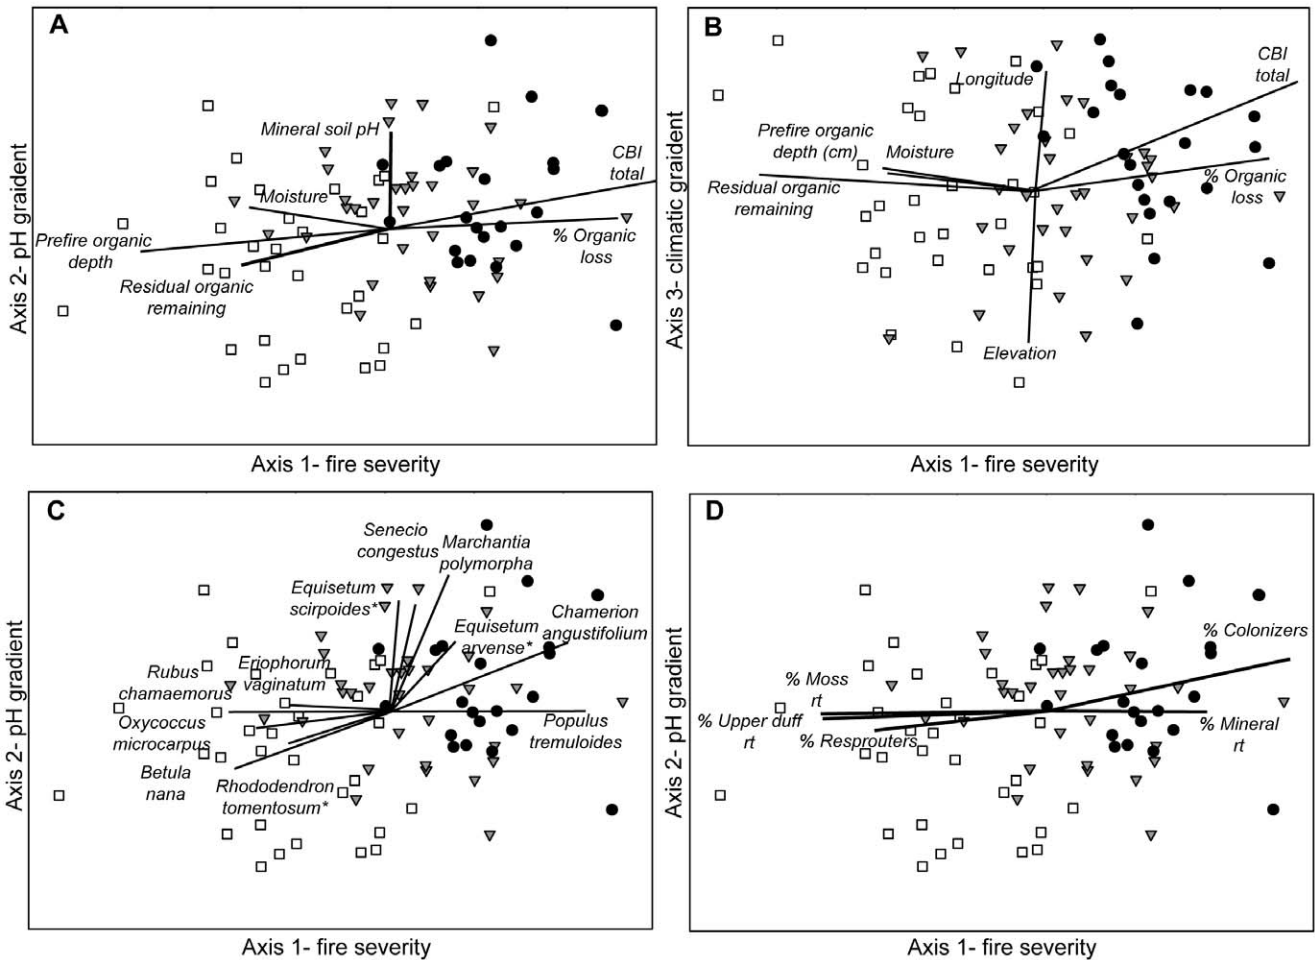 A
Mineral soil pH
CBI
total
Moisture
Prefire organic
depth
% Organic
loss
Residual organic
remaining
Axis 2- pH graident
Axis 1- fire severity
B
CBI
total
Longitude
Prefire organic
depth (cm)
Moisture
Residual organic
remaining
% Organic
loss
Elevation
Axis 3- climatic graident
Axis 1- fire severity
C
Senecio
congestus
Marchantia
polymorpha
Equisetum
scirpoides*
Chamerion
angustifolium
Equisetum
arvense*
Rubus
chamaemorus
Eriophorum
vaginatum
Oxycoccus
microcarpus
Populus
tremuloides
Betula
nana
Rhododendron
tomentosum*
Axis 2- pH gradient
Axis 1- fire severity
D
% Colonizers
% Moss
rt
% Upper duff
rt
% Resprouters
% Mineral
rt
Axis 2- pH gradient
Axis 1- fire severity